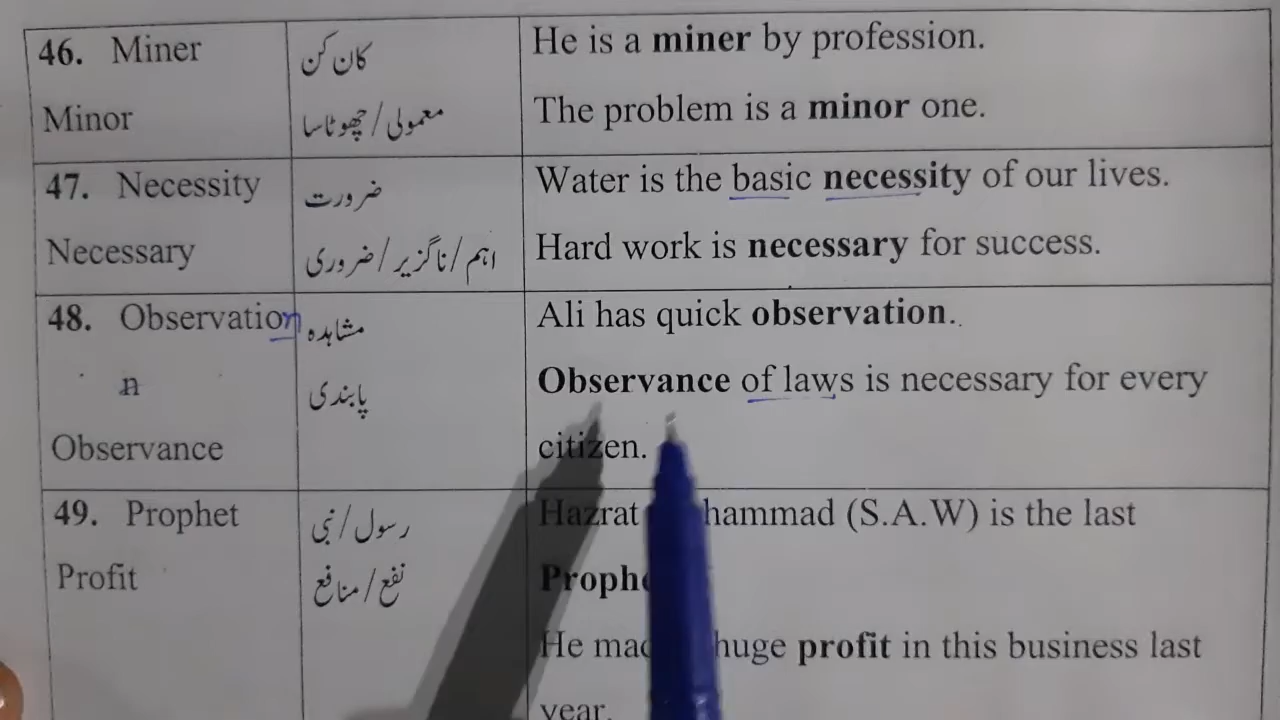 46. Miner کان کن He is a miner by profession.
Minor معمولی/چھوٹا سا The problem is a minor one.
47. Necessity ضرورت Water is the basic necessity of our lives.
Necessary اہم/ناگزیر/ضروری Hard work is necessary for success.
48. Observation مشاہدہ Ali has quick observation..
n پابندی Observance of laws is necessary for every
Observance citizen.
49. Prophet رسول/نبی Hazrat (S.A.W) is the last
Profit نفع/منافع
He huge profit in this business last
year.